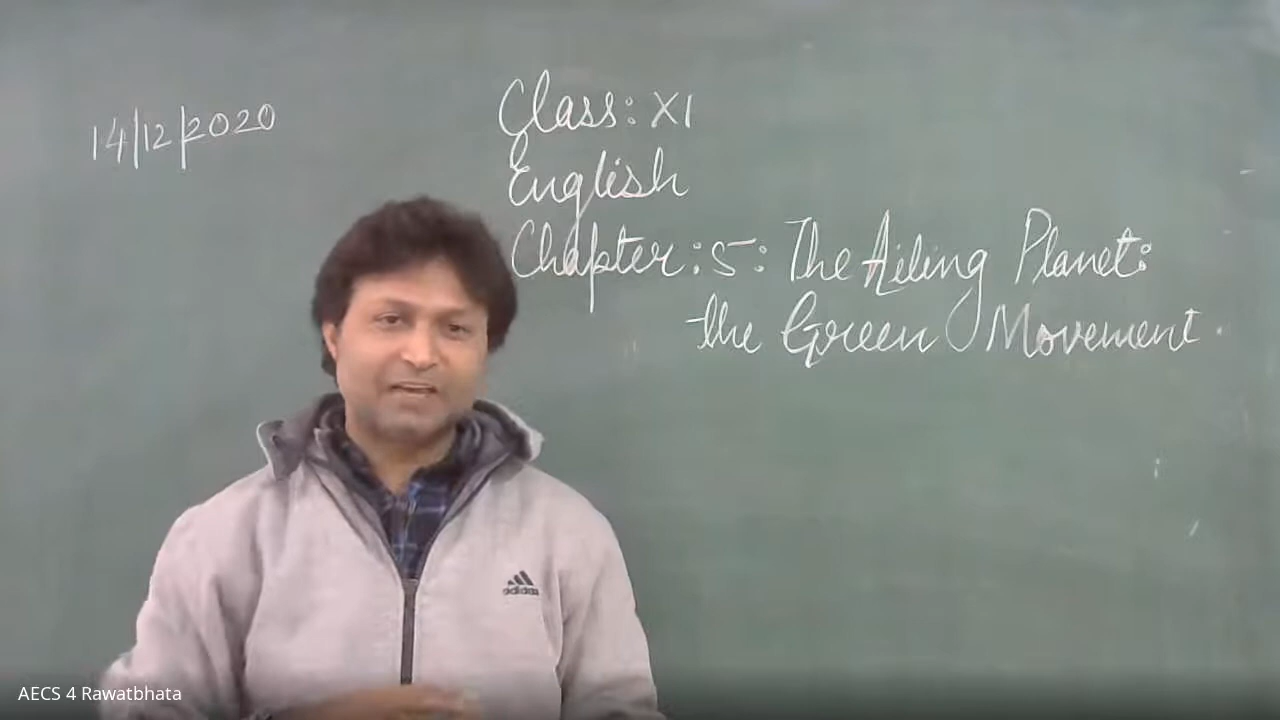 14/12/2020
Class: XI
English
Chapter: 5: The Ailing Planet:
the Green Movement.
adidas
AECS 4 Rawatbhata